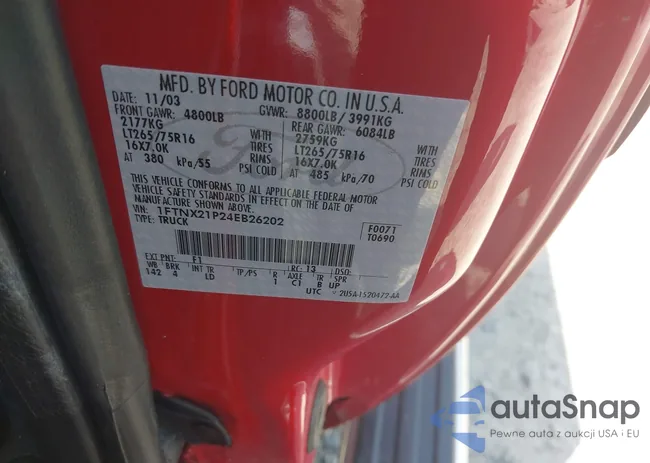 MFD. BY FORD MOTOR CO. IN U.S.A.
DATE: 11/03 GVWR: 8800LB/ 3991KG
FRONT GAWR: 4800LB REAR GAWR: 6084LB
2177KG WITH 2759KG WITH
LT265/75R16 TIRES LT265/75R16 TIRES
16X7.0K RIMS 16X7.0K RIMS
AT 380 kPa/55 PSI COLD AT 485 kPa/70 PSI COLD
THIS VEHICLE CONFORMS TO ALL APPLICABLE FEDERAL MOTOR
VEHICLE SAFETY STANDARDS IN EFFECT ON THE DATE OF
MANUFACTURE SHOWN ABOVE.
VIN: 1FTNX21P24EB26202
TYPE: TRUCK
F0071
T0690
EXT PNT: F1 RC: 13 DSO:
WB BRK INT TR TP/PS R AXLE TR SPR
142 4 LD 1 C1 B UP
UTC
Ford
autaSnap
Pewne auta z aukcji USA i EU